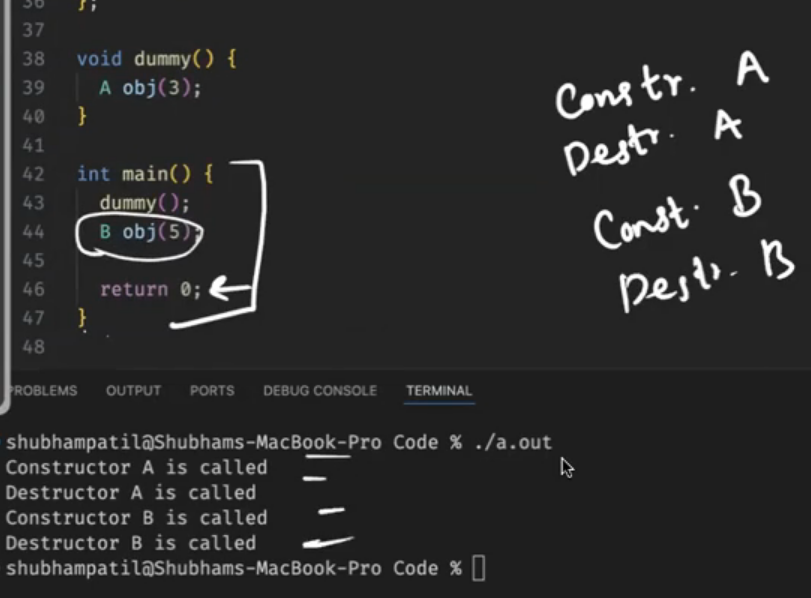 36 };
37
38 void dummy() {
39 A obj(3);
40 }
41
42 int main() {
43 dummy();
44 B obj(5);
45
46 return 0;
47 }
48
Constr. A
Destr. A
Const. B
Destr. B
PROBLEMS OUTPUT PORTS DEBUG CONSOLE TERMINAL
shubhampatil@Shubhams-MacBook-Pro Code % ./a.out
Constructor A is called
Destructor A is called
Constructor B is called
Destructor B is called
shubhampatil@Shubhams-MacBook-Pro Code %